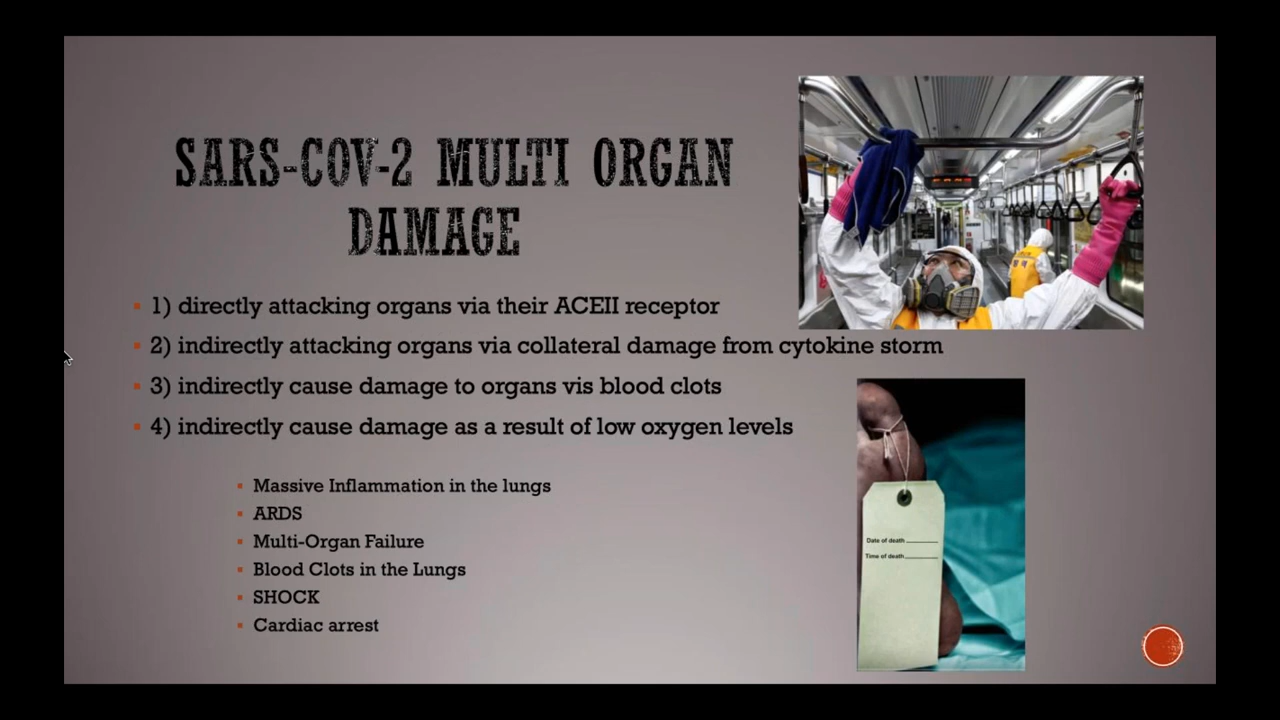 SARS-COV-2 MULTI ORGAN
DAMAGE
1) directly attacking organs via their ACEII receptor
2) indirectly attacking organs via collateral damage from cytokine storm
3) indirectly cause damage to organs vis blood clots
4) indirectly cause damage as a result of low oxygen levels
Massive Inflammation in the lungs
ARDS
Multi-Organ Failure
Blood Clots in the Lungs
SHOCK
Cardiac arrest
Date of death
Time of death